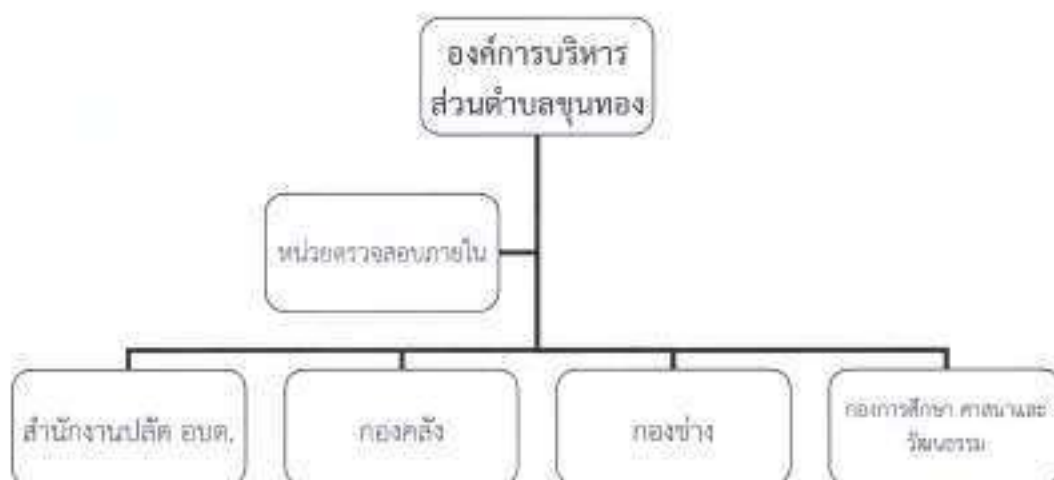 องค์การบริหาร
ส่วนตำบลขุนทอง
หน่วยตรวจสอบภายใน
สำนักงานปลัด อบต.
กองคลัง
กองช่าง
กองการศึกษา ศาสนาและ
วัฒนธรรม